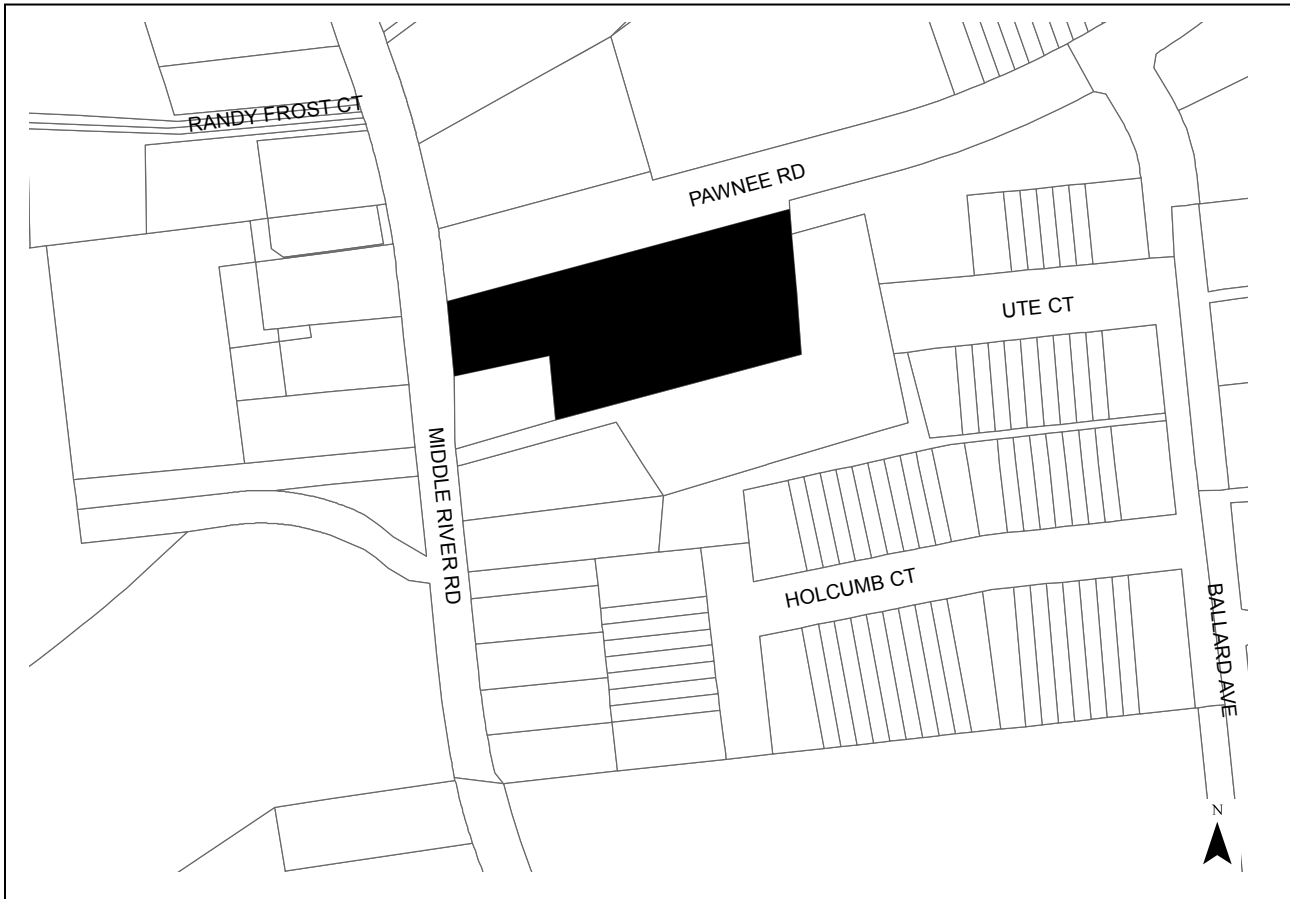 RANDY FROST CT
PAWNEE RD
UTE CT
MIDDLE RIVER RD
HOLCUMB CT
BALLARD AVE
N